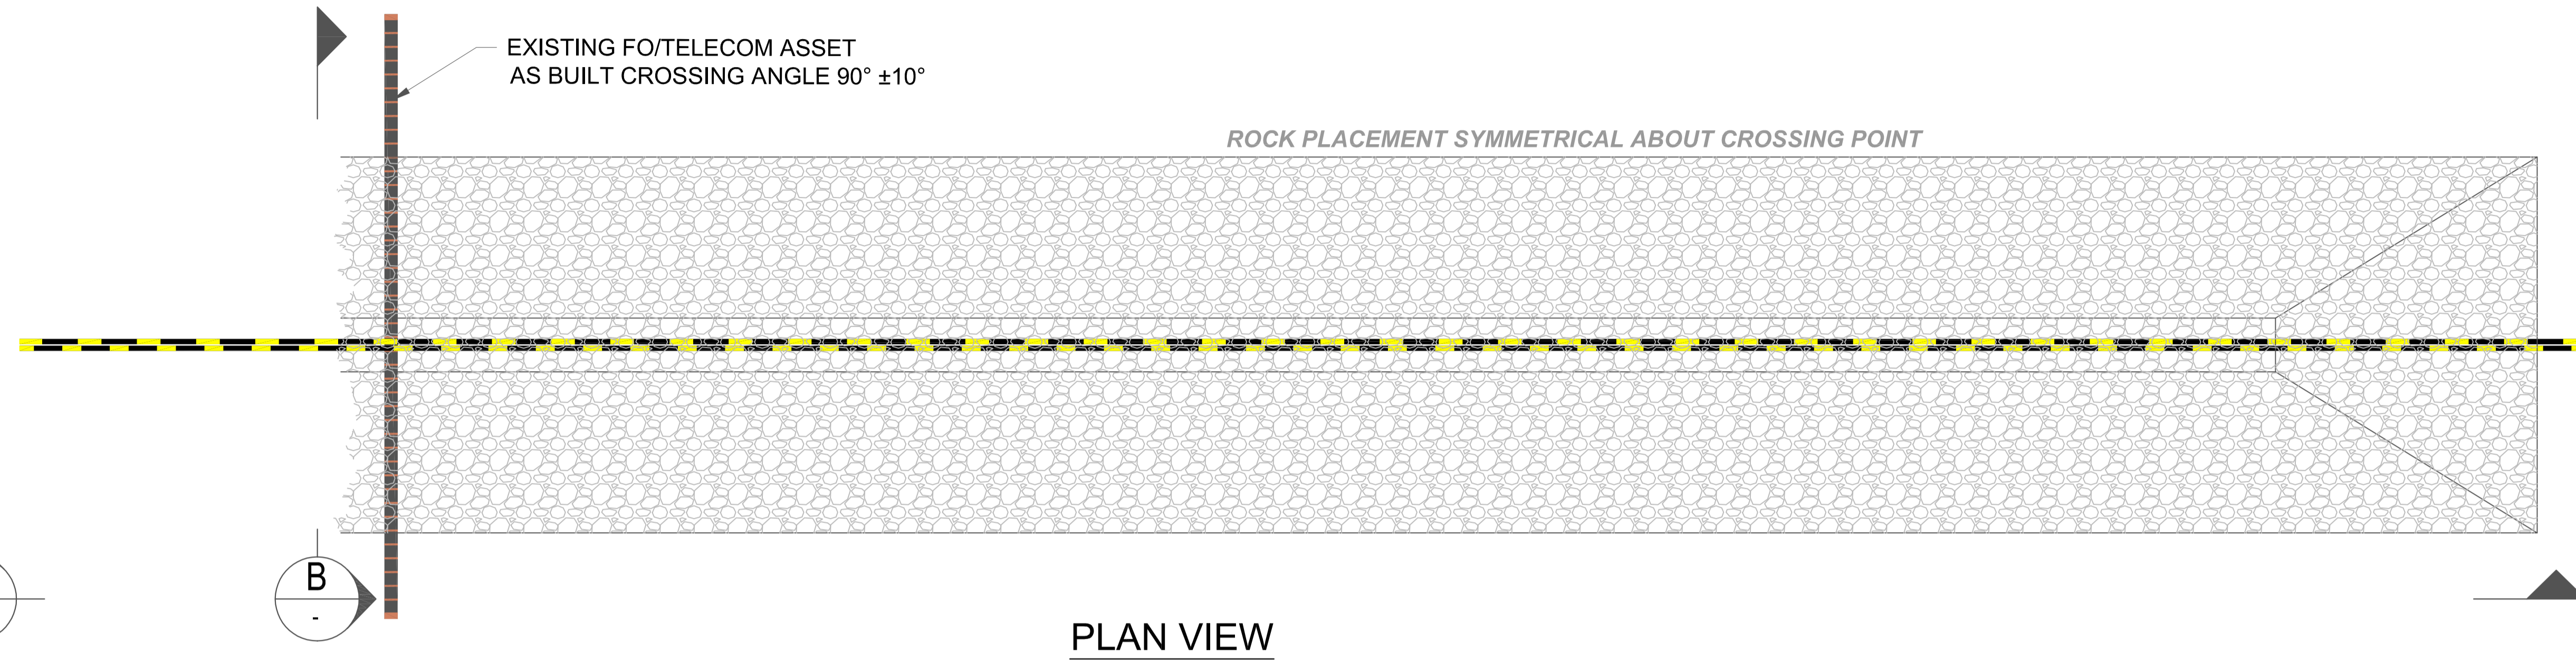 EXISTING FO/TELECOM ASSET
AS BUILT CROSSING ANGLE 90° ±10°
ROCK PLACEMENT SYMMETRICAL ABOUT CROSSING POINT
B
-
PLAN VIEW